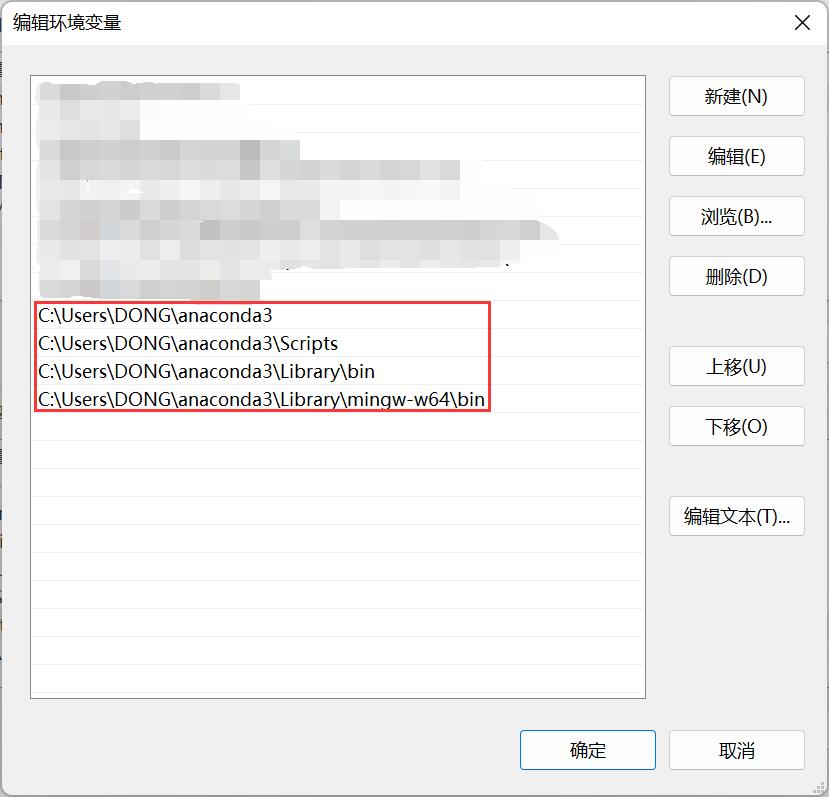 编辑环境变量
新建(N)
编辑(E)
浏览(B)...
删除(D)
C:\Users\DONG\anaconda3
C:\Users\DONG\anaconda3\Scripts
C:\Users\DONG\anaconda3\Library\bin
C:\Users\DONG\anaconda3\Library\mingw-w64\bin
上移(U)
下移(O)
编辑文本(T)...
确定
取消